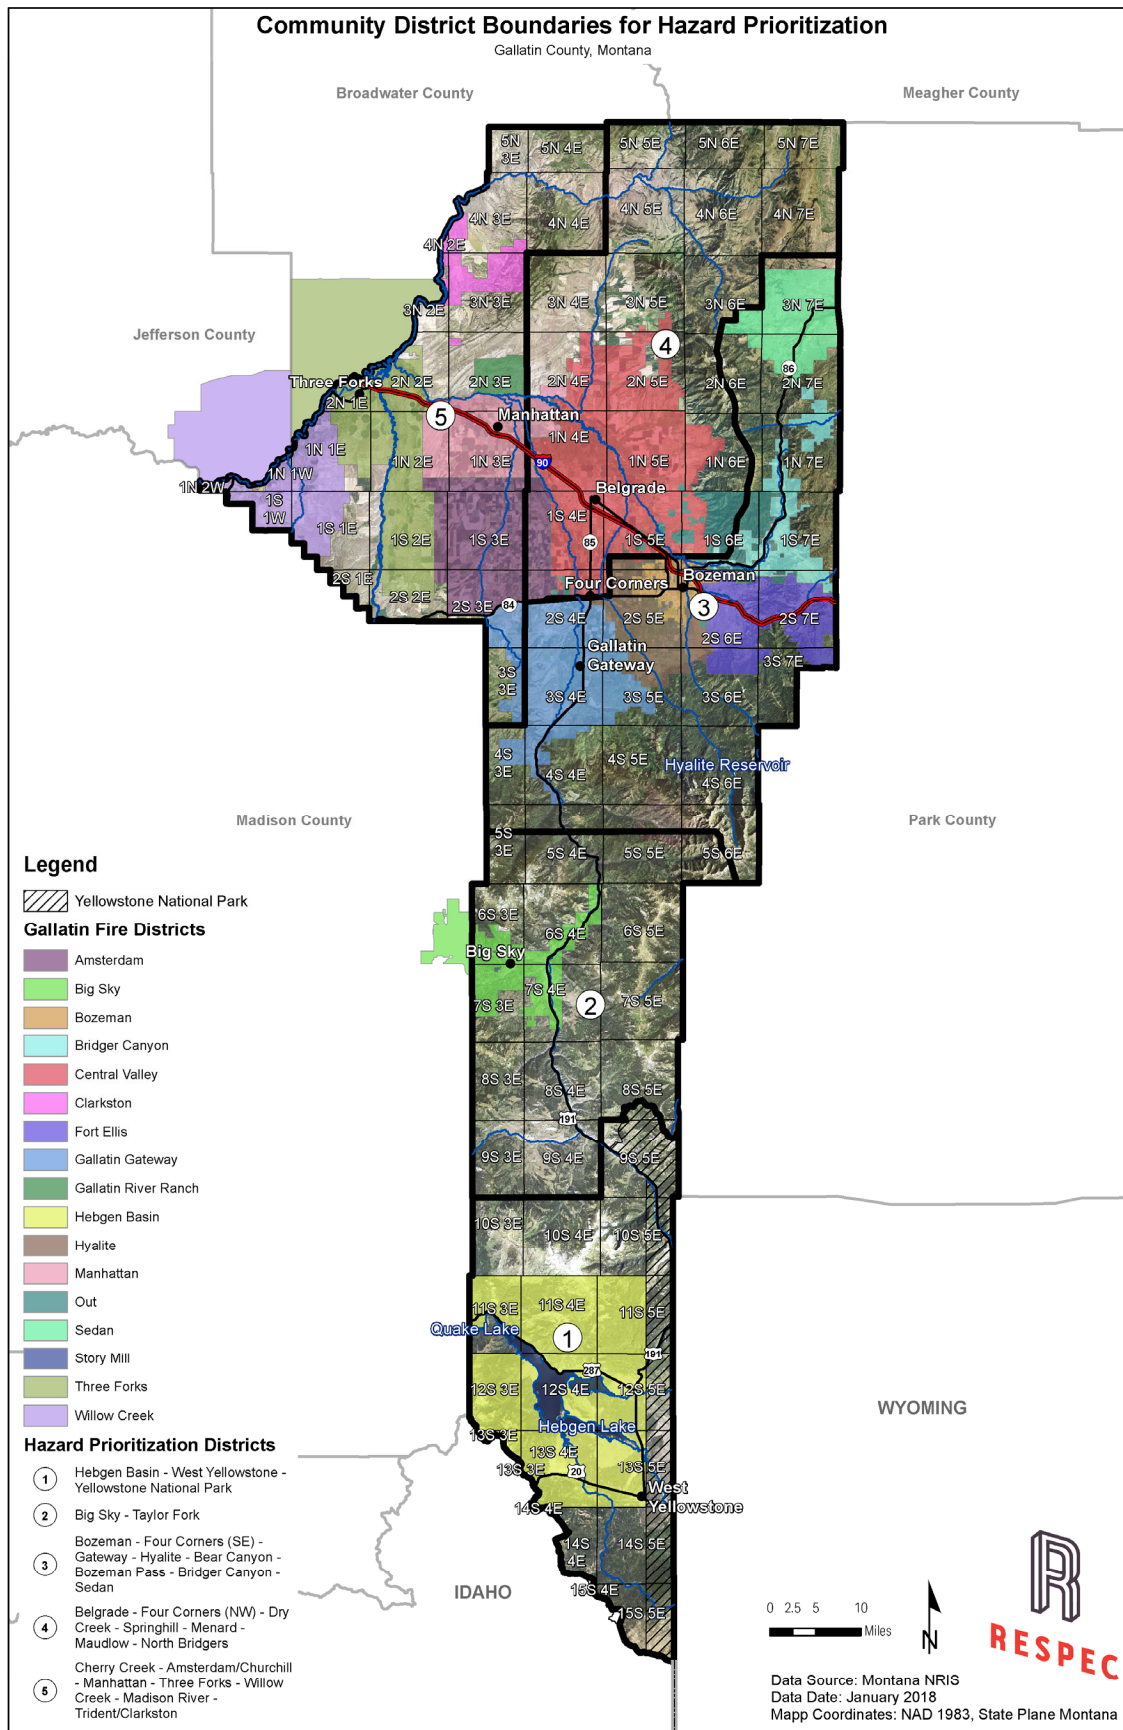 Community District Boundaries for Hazard Prioritization
Gallatin County, Montana
Broadwater County
Meagher County
5N
3E
5N 4E
5N 5E
5N 6E
5N 7E
4N 3E
4N 4E
4N 5E
4N 6E
4N 7E
4N 2E
3N 2E
3N 3E
3N 4E
3N 5E
3N 6E
3N 7E
Jefferson County
4
86
Three Forks
2N 1E
2N 2E
2N 3E
2N 4E
2N 5E
2N 6E
2N 7E
5
Manhattan
1N 2W
1N 1W
1N 1E
1N 2E
1N 3E
90
1N 4E
1N 5E
1N 6E
1N 7E
Belgrade
1S
1W
1S 1E
1S 2E
1S 3E
1S 4E
85
1S 5E
1S 6E
1S 7E
2S 1E
2S 2E
2S 3E
84
Four Corners
Bozeman
3
2S 4E
2S 5E
2S 6E
2S 7E
Gallatin
Gateway
3S
3E
3S 4E
3S 5E
3S 6E
3S 7E
4S
3E
4S 4E
4S 5E
Hyalite Reservoir
4S 6E
Madison County
Park County
5S
3E
5S 4E
5S 5E
5S 6E
6S 3E
6S 4E
6S 5E
Big Sky
7S 3E
7S 4E
2
7S 5E
8S 3E
8S 4E
8S 5E
191
9S 3E
9S 4E
9S 5E
10S 3E
10S 4E
10S 5E
11S 3E
11S 4E
11S 5E
Quake Lake
1
191
287
12S 3E
12S 4E
12S 5E
Hebgen Lake
13S 3E
13S 4E
13S 3E
20
13S 5E
West
Yellowstone
14S 4E
14S
4E
14S 5E
15S 4E
15S 5E
WYOMING
IDAHO
Legend
Yellowstone National Park
Gallatin Fire Districts
Amsterdam
Big Sky
Bozeman
Bridger Canyon
Central Valley
Clarkston
Fort Ellis
Gallatin Gateway
Gallatin River Ranch
Hebgen Basin
Hyalite
Manhattan
Out
Sedan
Story Mill
Three Forks
Willow Creek
Hazard Prioritization Districts
1
Hebgen Basin - West Yellowstone -
Yellowstone National Park
2
Big Sky - Taylor Fork
3
Bozeman - Four Corners (SE) -
Gateway - Hyalite - Bear Canyon -
Bozeman Pass - Bridger Canyon -
Sedan
4
Belgrade - Four Corners (NW) - Dry
Creek - Springhill - Menard -
Maudlow - North Bridgers
5
Cherry Creek - Amsterdam/Churchill
- Manhattan - Three Forks - Willow
Creek - Madison River -
Trident/Clarkston
0 2.5 5 10
Miles
N
RESPEC
Data Source: Montana NRIS
Data Date: January 2018
Mapp Coordinates: NAD 1983, State Plane Montana